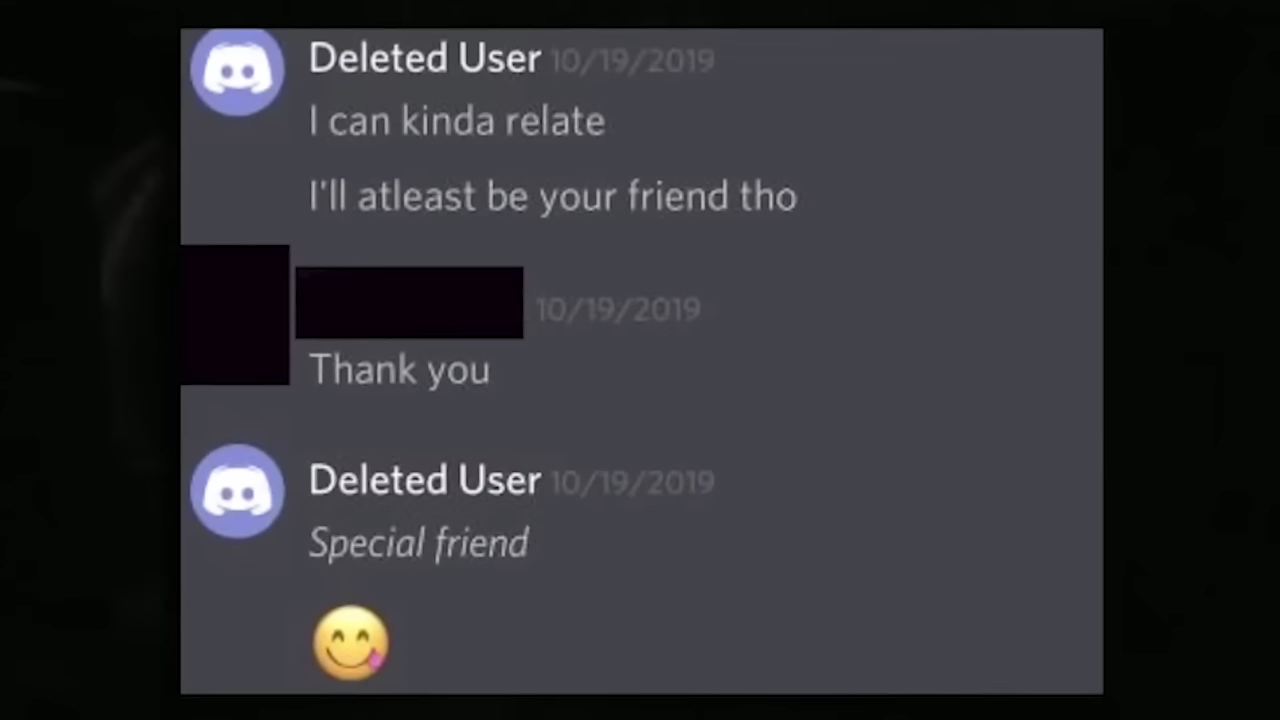 Deleted User 10/19/2019
I can kinda relate
I'll atleast be your friend tho
10/19/2019
Thank you
Deleted User 10/19/2019
Special friend